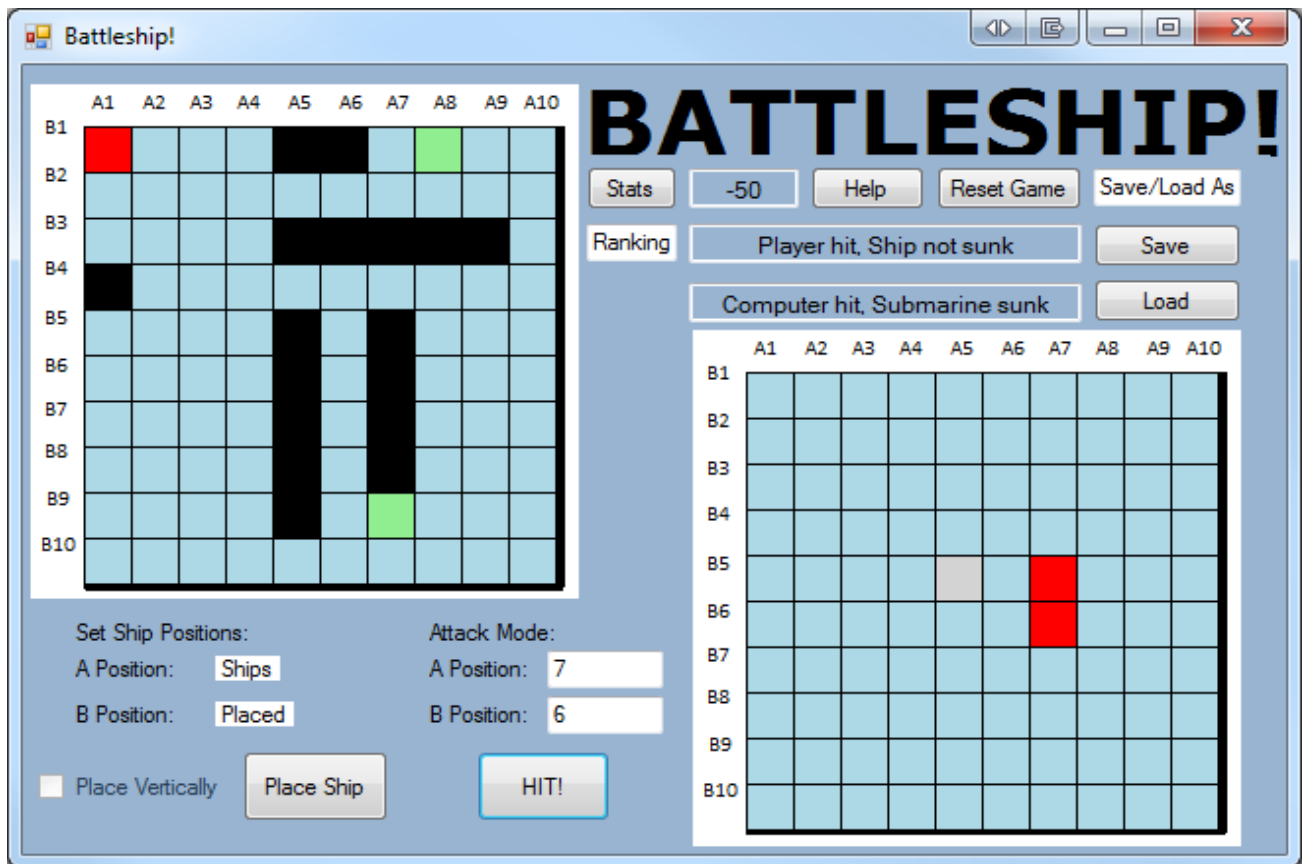 Battleship!
A1 A2 A3 A4 A5 A6 A7 A8 A9 A10
B1
B2
B3
B4
B5
B6
B7
B8
B9
B10
BATTLESHIP!
Stats -50 Help Reset Game Save/Load As
Ranking Player hit, Ship not sunk Save
Computer hit, Submarine sunk Load
A1 A2 A3 A4 A5 A6 A7 A8 A9 A10
B1
B2
B3
B4
B5
B6
B7
B8
B9
B10
Set Ship Positions: Attack Mode:
A Position: Ships A Position: 7
B Position: Placed B Position: 6
Place Vertically Place Ship HIT!